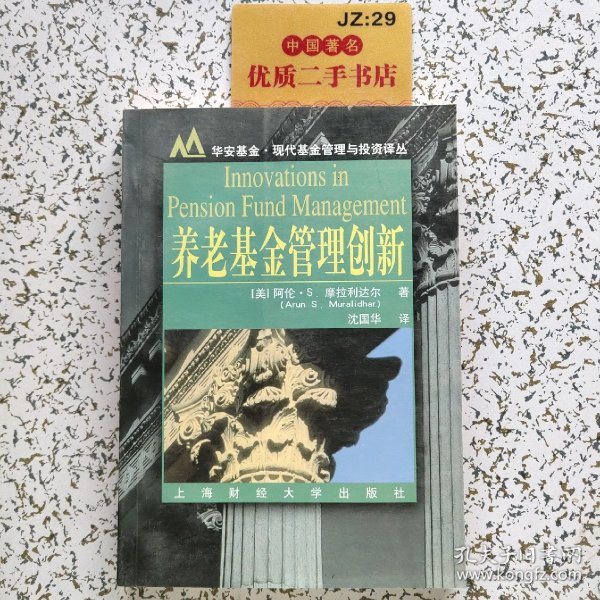 JZ:29
中国著名
优质二手书店
华安基金·现代基金管理与投资译丛
Innovations in
Pension Fund Management
养老基金管理创新
[美] 阿伦·S. 摩拉利达尔 著
(Arun S. Muralidhar)
沈国华 译
上海财经大学出版社
孔夫子旧书网
www.kongfz.com